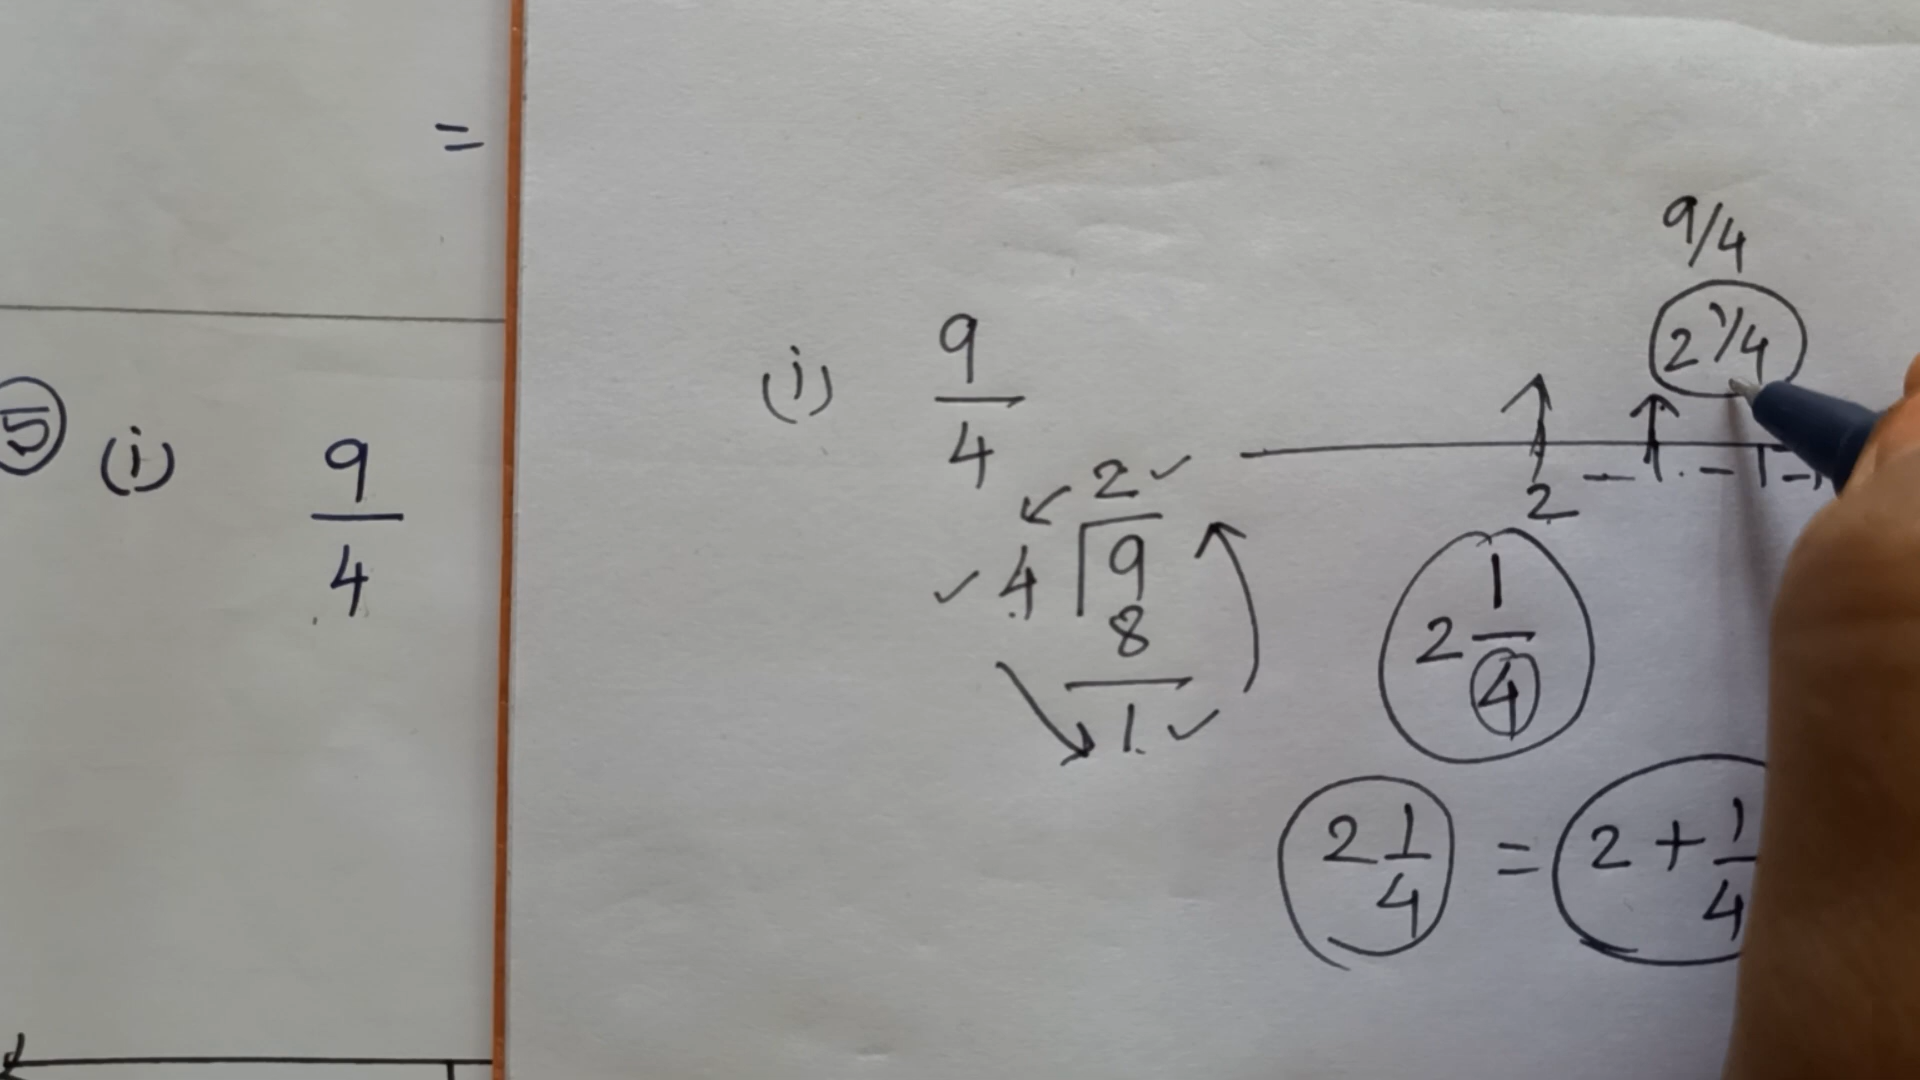 =
5 (i) 9/4
(i) 9/4
2 ✓
✓ 4 9
8
1 ✓
9/4
2 1/4
2
2 1/4
2 1/4 = 2 + 1/4